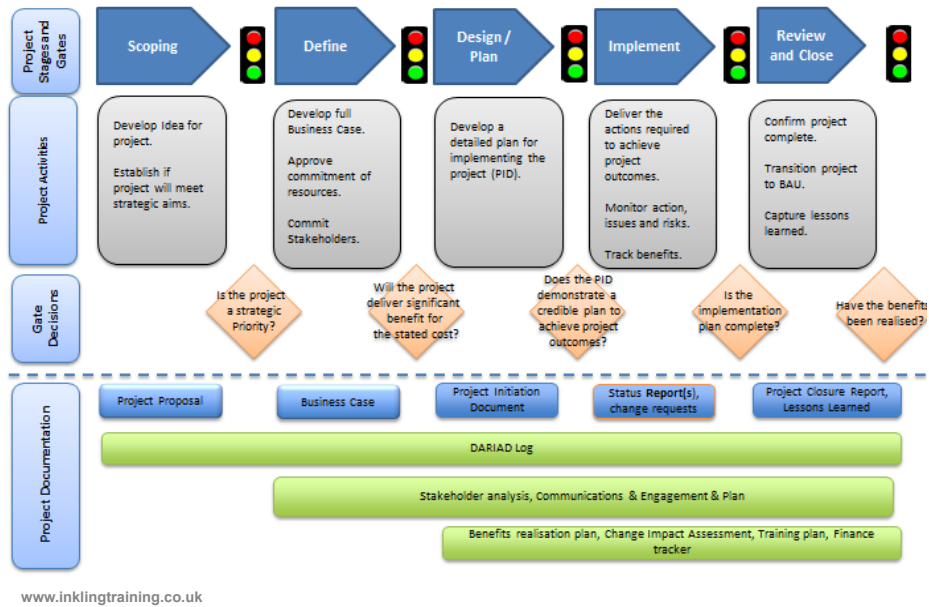 Project
Stages and
Gates
Scoping
Define
Design /
Plan
Implement
Review
and Close
Project Activities
Develop Idea for
project.
Establish if
project will meet
strategic aims.
Develop full
Business Case.
Approve
commitment of
resources.
Commit
Stakeholders.
Develop a
detailed plan for
implementing the
project (PID).
Deliver the
actions required
to achieve
project
outcomes.
Monitor action,
issues and risks.
Track benefits.
Confirm project
complete.
Transition project
to BAU.
Capture lessons
learned.
Gate
Decisions
Is the project
a strategic
Priority?
Will the project
deliver significant
benefit for
the stated cost?
Does the PID
demonstrate a
credible plan to
achieve project
outcomes?
Is the
implementation
plan complete?
Have the benefits
been realised?
Project Documentation
Project Proposal
Business Case
Project Initiation
Document
Status Report(s),
change requests
Project Closure Report,
Lessons Learned
DARIAD Log
Stakeholder analysis, Communications & Engagement & Plan
Benefits realisation plan, Change Impact Assessment, Training plan, Finance
tracker
www.inklingtraining.co.uk